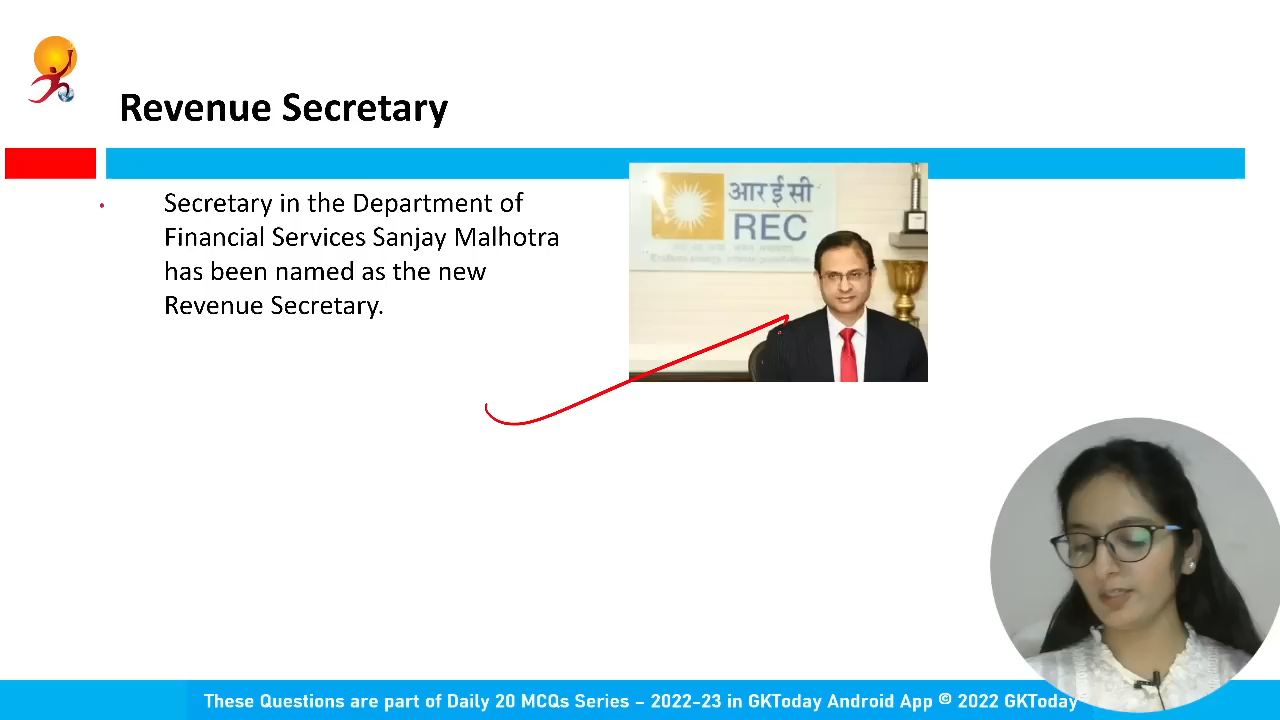 Revenue Secretary
Secretary in the Department of
Financial Services Sanjay Malhotra
has been named as the new
Revenue Secretary.
आर ई सी
REC
These Questions are part of Daily 20 MCQs Series – 2022-23 in GKToday Android App © 2022 GKToday